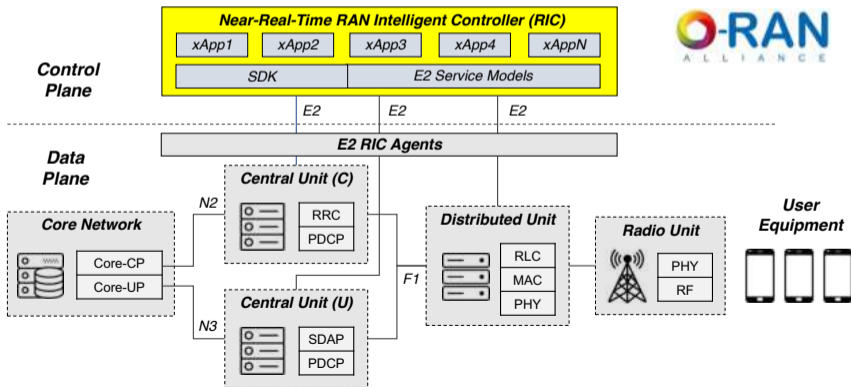 Near-Real-Time RAN Intelligent Controller (RIC)
xApp1
xApp2
xApp3
xApp4
xAppN
SDK
E2 Service Models
O-RAN
ALLIANCE
Control
Plane
E2
E2
E2
E2 RIC Agents
Data
Plane
Central Unit (C)
RRC
PDCP
N2
Core Network
Core-CP
Core-UP
N3
Central Unit (U)
SDAP
PDCP
F1
Distributed Unit
RLC
MAC
PHY
Radio Unit
PHY
RF
User
Equipment